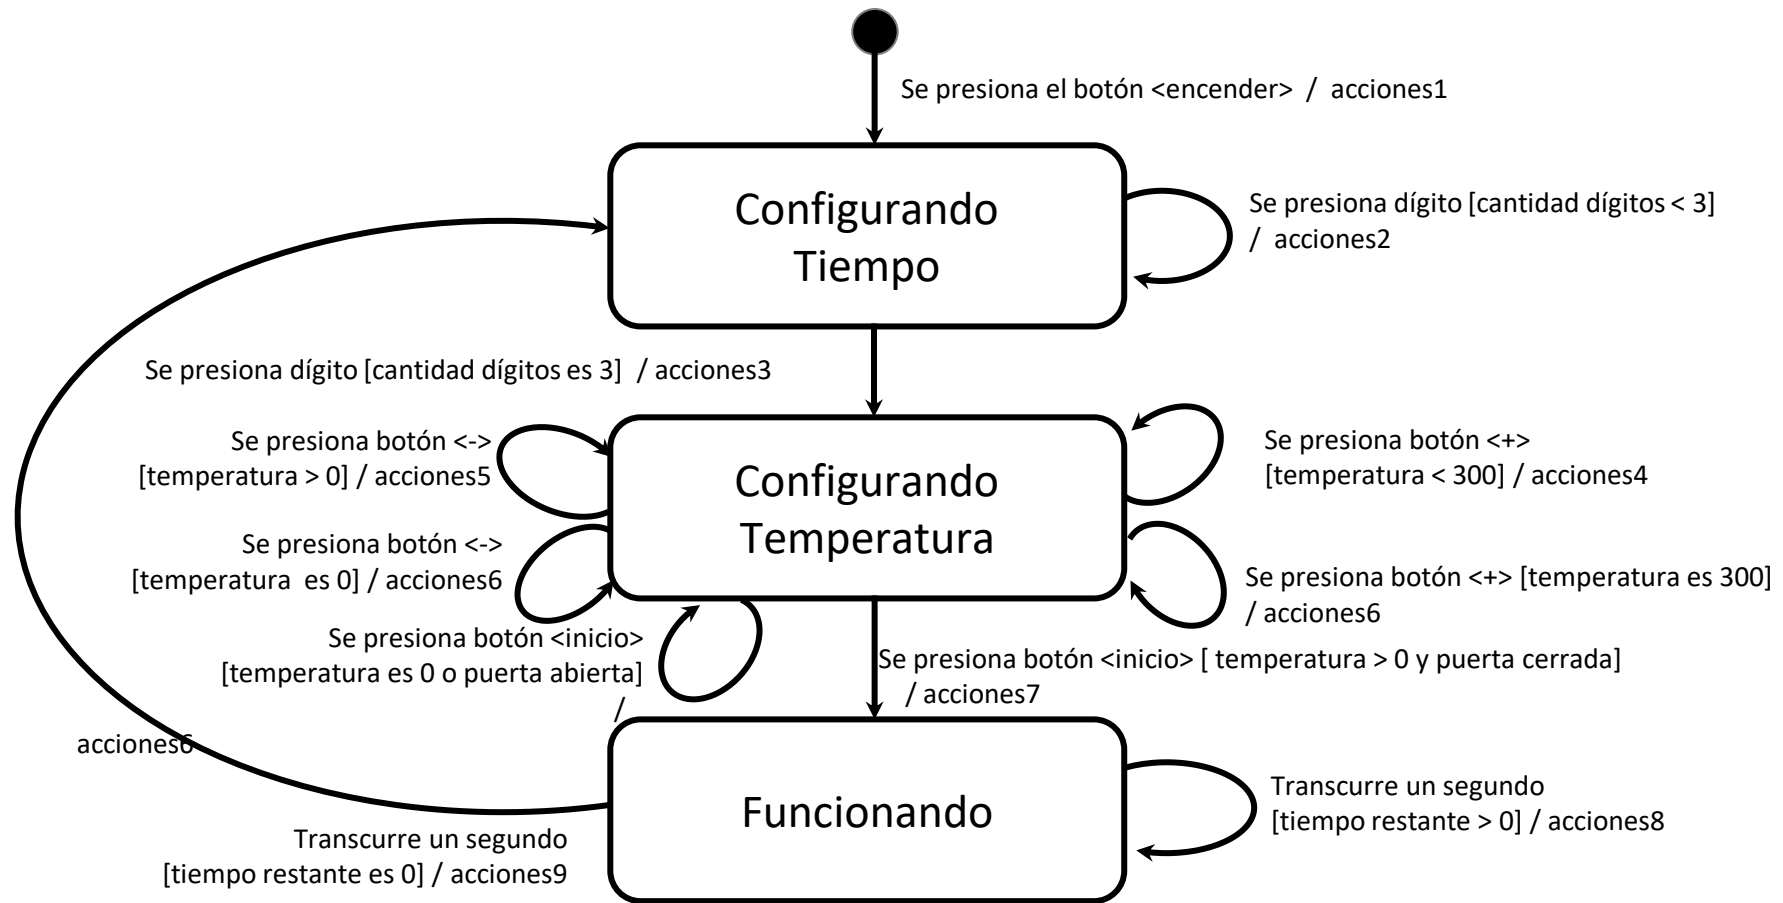 Se presiona el botón <encender> / acciones1
Configurando
Tiempo
Se presiona dígito [cantidad dígitos < 3]
/ acciones2
Se presiona dígito [cantidad dígitos es 3] / acciones3
Se presiona botón <->
[temperatura > 0] / acciones5
Configurando
Temperatura
Se presiona botón <+>
[temperatura < 300] / acciones4
Se presiona botón <->
[temperatura es 0] / acciones6
Se presiona botón <+> [temperatura es 300]
/ acciones6
Se presiona botón <inicio>
[temperatura es 0 o puerta abierta]
/
acciones6
Se presiona botón <inicio> [ temperatura > 0 y puerta cerrada]
/ acciones7
Funcionando
Transcurre un segundo
[tiempo restante > 0] / acciones8
Transcurre un segundo
[tiempo restante es 0] / acciones9